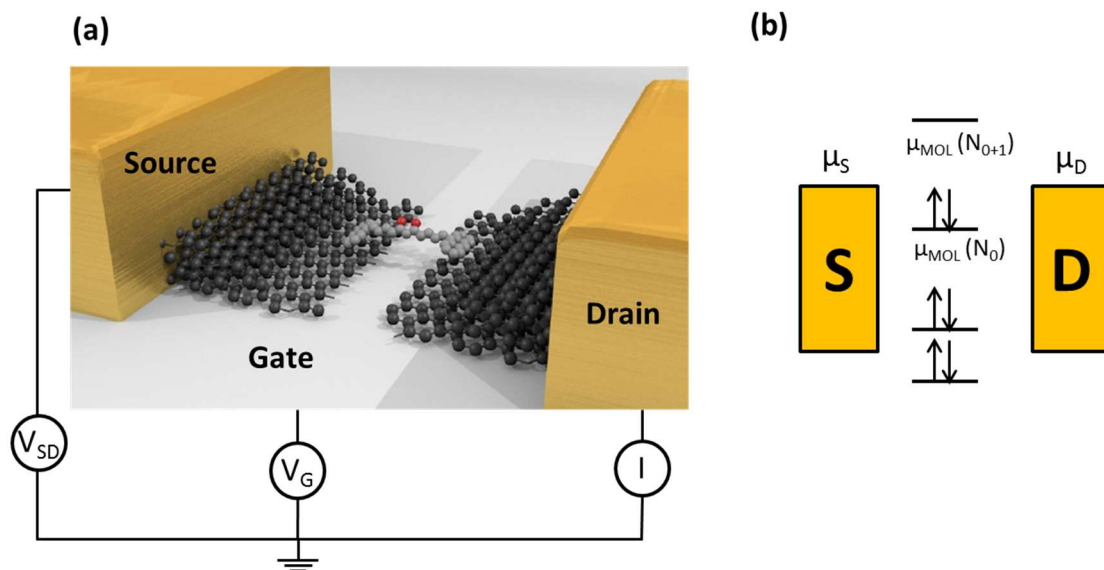 (a)
Source
Gate
Drain
V_SD
V_G
I
(b)
μ_MOL (N_0+1)
μ_S
μ_D
μ_MOL (N_0)
S
D